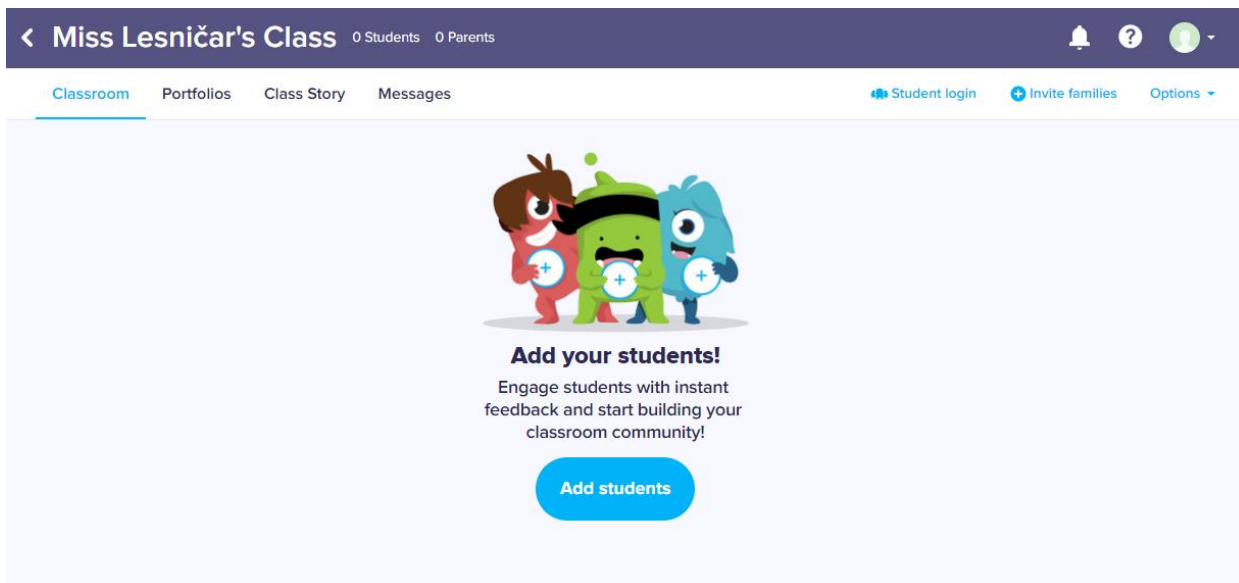 Miss Lesničar's Class 0 Students 0 Parents
Classroom Portfolios Class Story Messages Student login Invite families Options
Add your students!
Engage students with instant
feedback and start building your
classroom community!
Add students